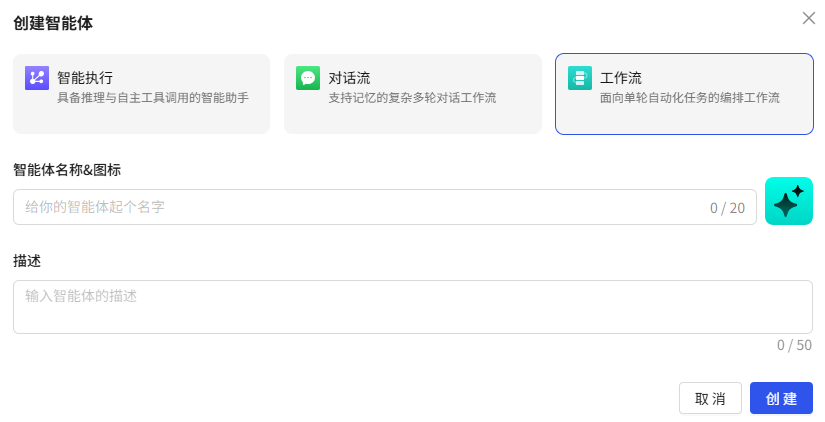 创建智能体
智能执行
具备推理与自主工具调用的智能助手
对话流
支持记忆的复杂多轮对话工作流
工作流
面向单轮自动化任务的编排工作流
智能体名称&图标
给你的智能体起个名字
0 / 20
描述
输入智能体的描述
0 / 50
取 消
创 建